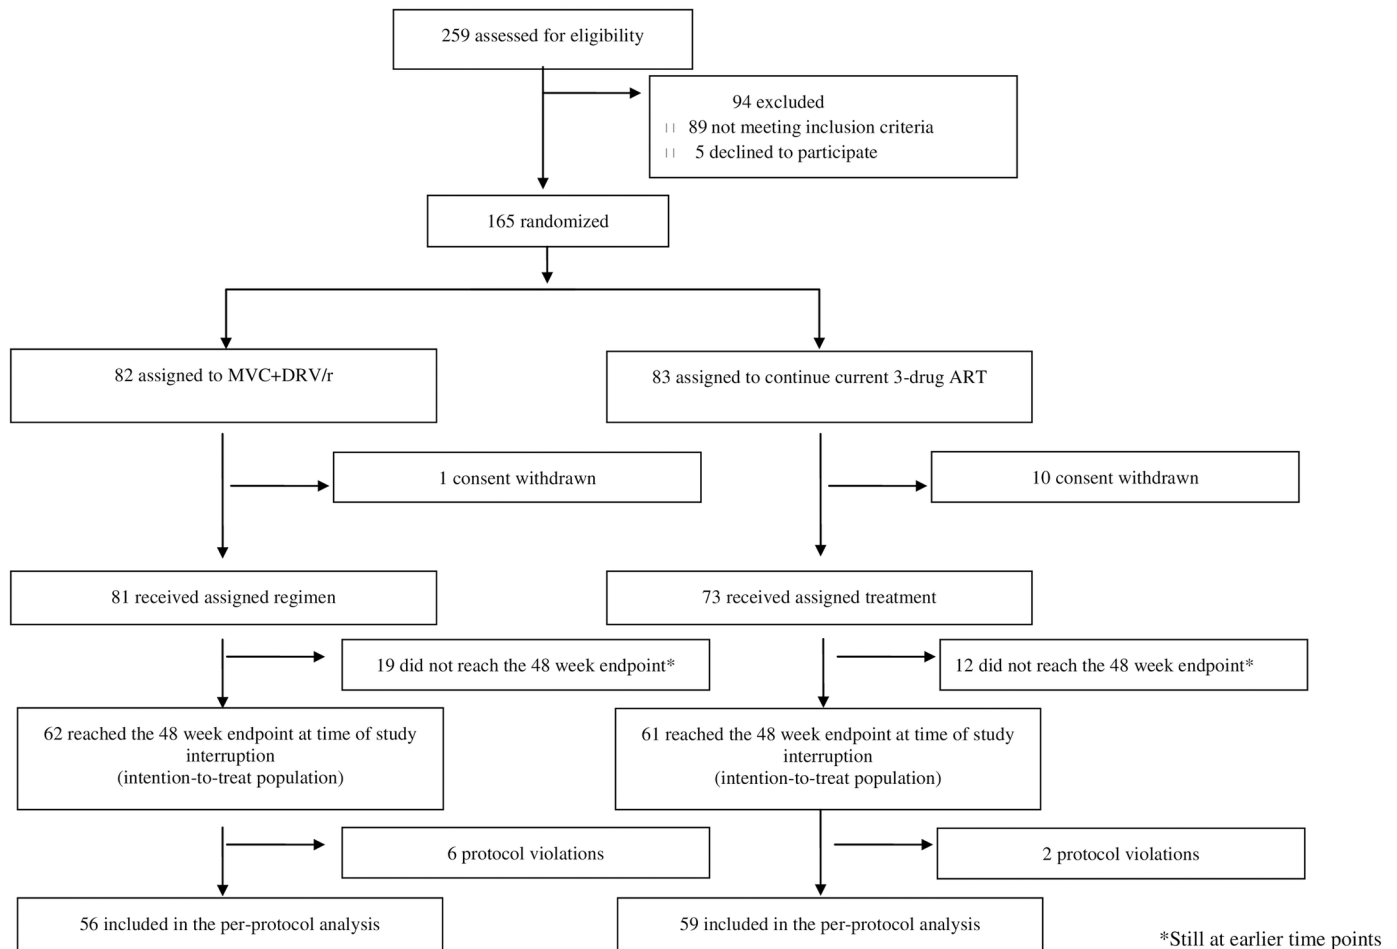 259 assessed for eligibility
94 excluded
89 not meeting inclusion criteria
5 declined to participate
165 randomized
82 assigned to MVC+DRV/r
83 assigned to continue current 3-drug ART
1 consent withdrawn
10 consent withdrawn
81 received assigned regimen
73 received assigned treatment
19 did not reach the 48 week endpoint*
12 did not reach the 48 week endpoint*
62 reached the 48 week endpoint at time of study
interruption
(intention-to-treat population)
61 reached the 48 week endpoint at time of study
interruption
(intention-to-treat population)
6 protocol violations
2 protocol violations
56 included in the per-protocol analysis
59 included in the per-protocol analysis
*Still at earlier time points